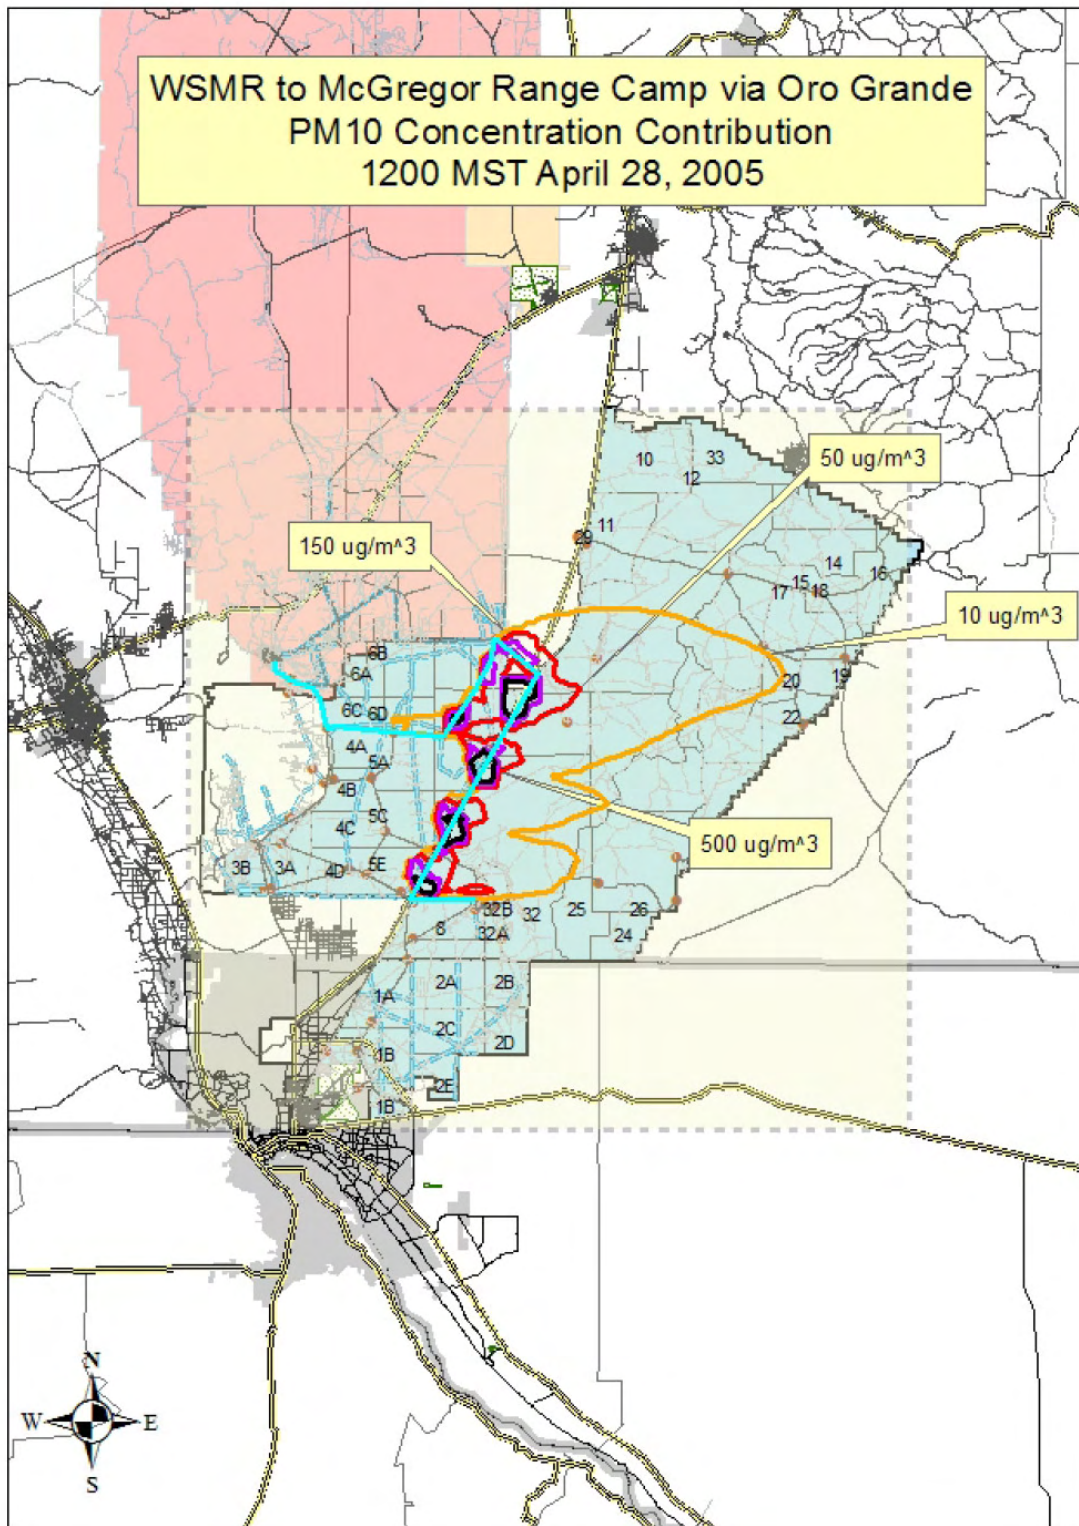 WSMR to McGregor Range Camp via Oro Grande
PM10 Concentration Contribution
1200 MST April 28, 2005
50 ug/m^3
150 ug/m^3
10 ug/m^3
500 ug/m^3
10
33
12
11
29
14
16
15
17
18
20
19
22
6B
6A
6C
6D
4A
5A
4B
4C
5C
3B
3A
4D
5E
32B
32
25
26
8
32A
24
1A
2A
2B
2C
2D
1B
2E
1B
N
W
E
S